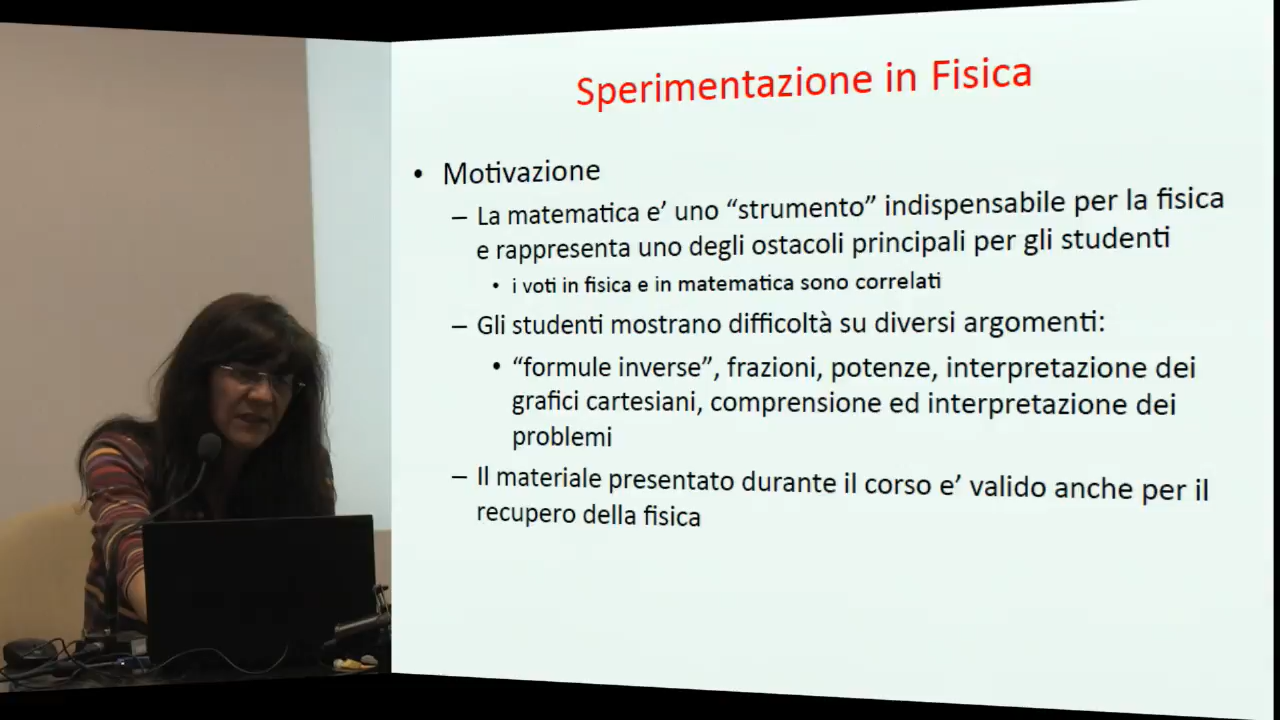 Sperimentazione in Fisica
• Motivazione
– La matematica e’ uno “strumento” indispensabile per la fisica
e rappresenta uno degli ostacoli principali per gli studenti
• i voti in fisica e in matematica sono correlati
– Gli studenti mostrano difficoltà su diversi argomenti:
• “formule inverse”, frazioni, potenze, interpretazione dei
grafici cartesiani, comprensione ed interpretazione dei
problemi
– Il materiale presentato durante il corso e’ valido anche per il
recupero della fisica